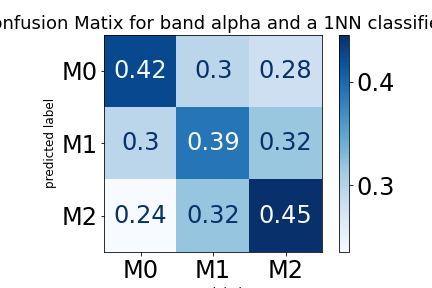 onfusion Matix for band alpha and a 1NN classifie
M0 0.42 0.3 0.28
M1 0.3 0.39 0.32
M2 0.24 0.32 0.45
M0 M1 M2
predicted label
0.4
0.3